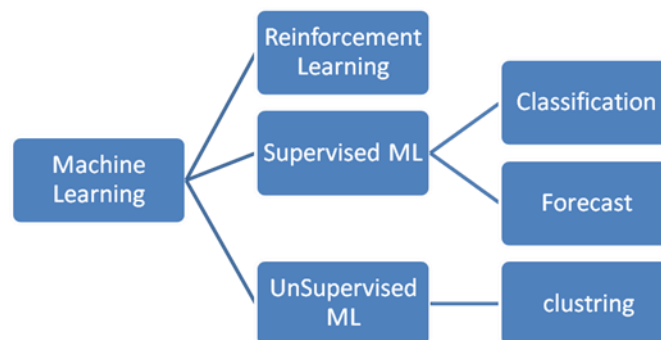 Machine
Learning
Reinforcement
Learning
Supervised ML
Classification
Forecast
UnSupervised
ML
clustring